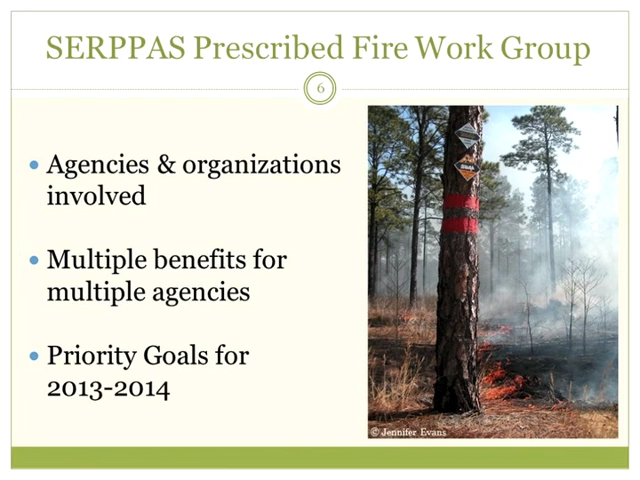 SERPPAS Prescribed Fire Work Group
6
Agencies & organizations
involved
Multiple benefits for
multiple agencies
Priority Goals for
2013-2014
© Jennifer Evans